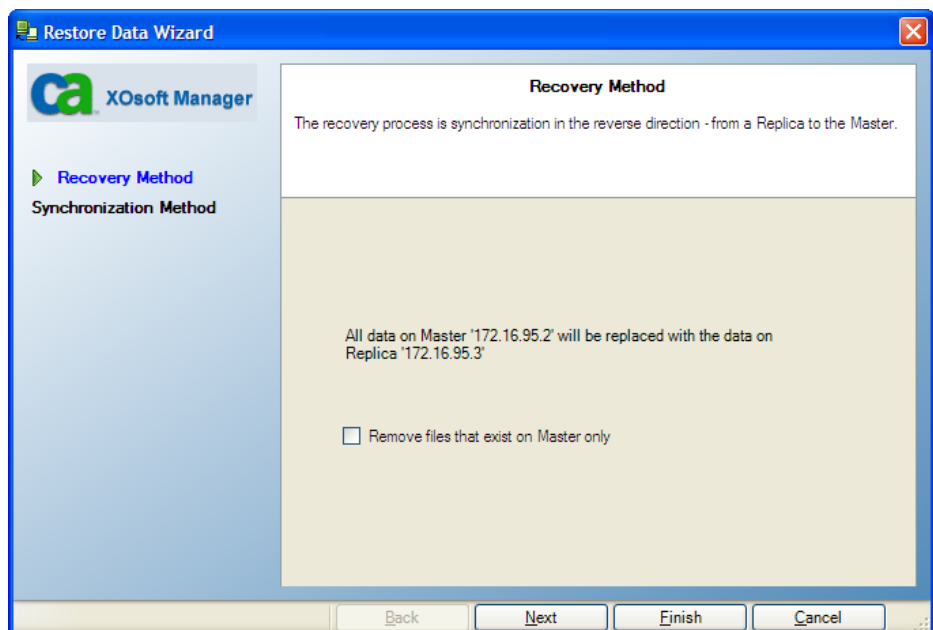 Restore Data Wizard
ca XOsoft Manager
Recovery Method
Synchronization Method
Recovery Method
The recovery process is synchronization in the reverse direction - from a Replica to the Master.
All data on Master '172.16.95.2' will be replaced with the data on
Replica '172.16.95.3'
Remove files that exist on Master only
Back Next Finish Cancel